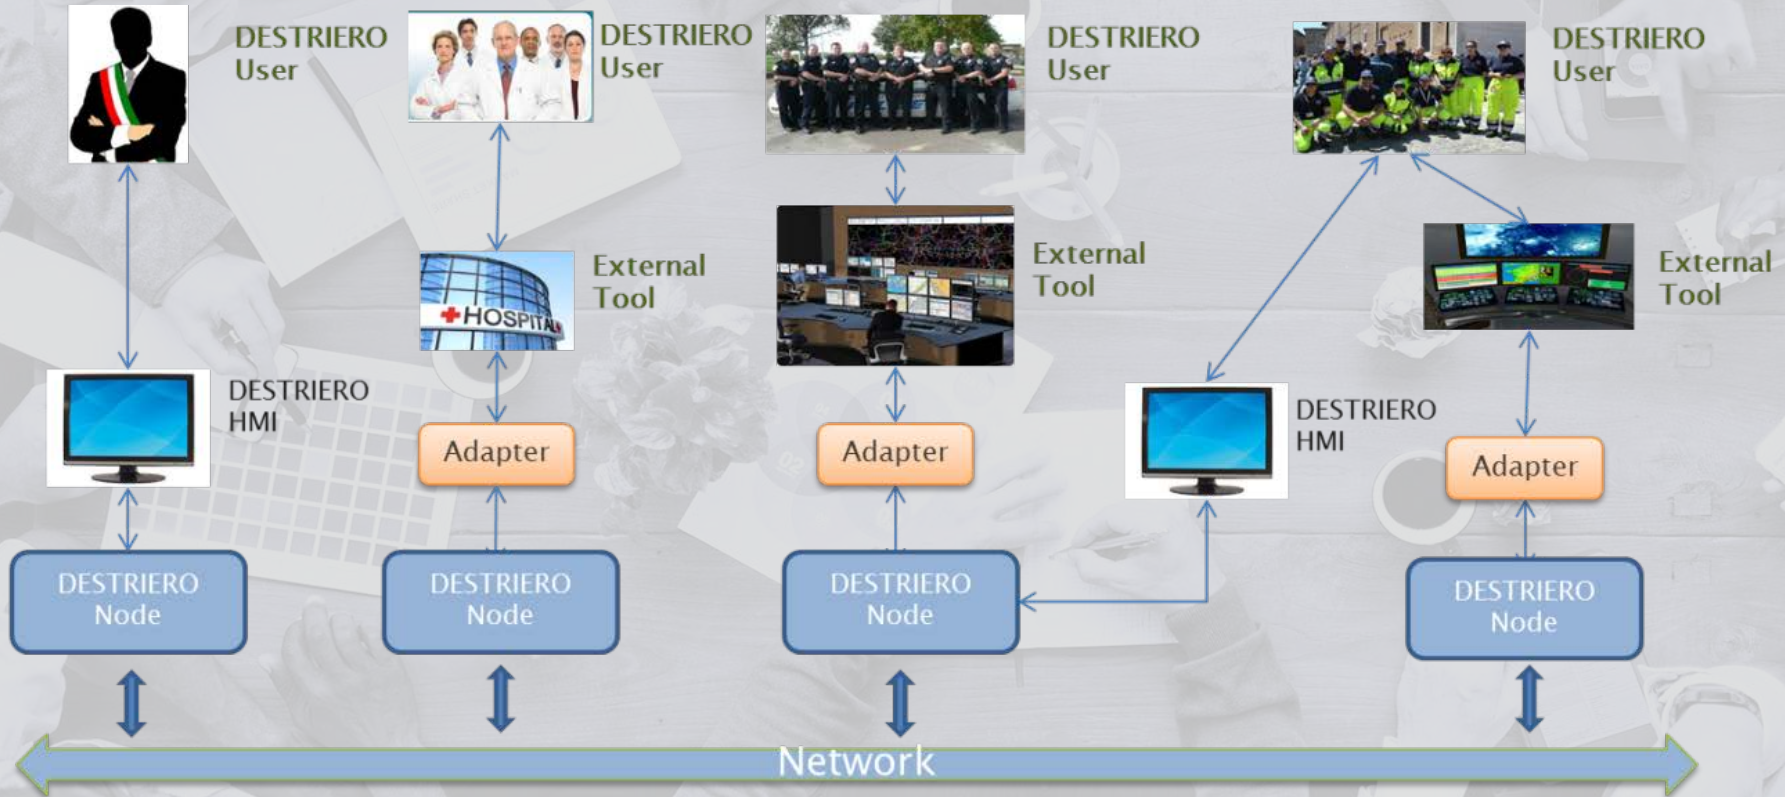 DESTRIERO
User
DESTRIERO
User
DESTRIERO
User
DESTRIERO
User
HOSPITAL
External
Tool
External
Tool
External
Tool
DESTRIERO
HMI
Adapter
Adapter
DESTRIERO
HMI
Adapter
DESTRIERO
Node
DESTRIERO
Node
DESTRIERO
Node
DESTRIERO
Node
Network